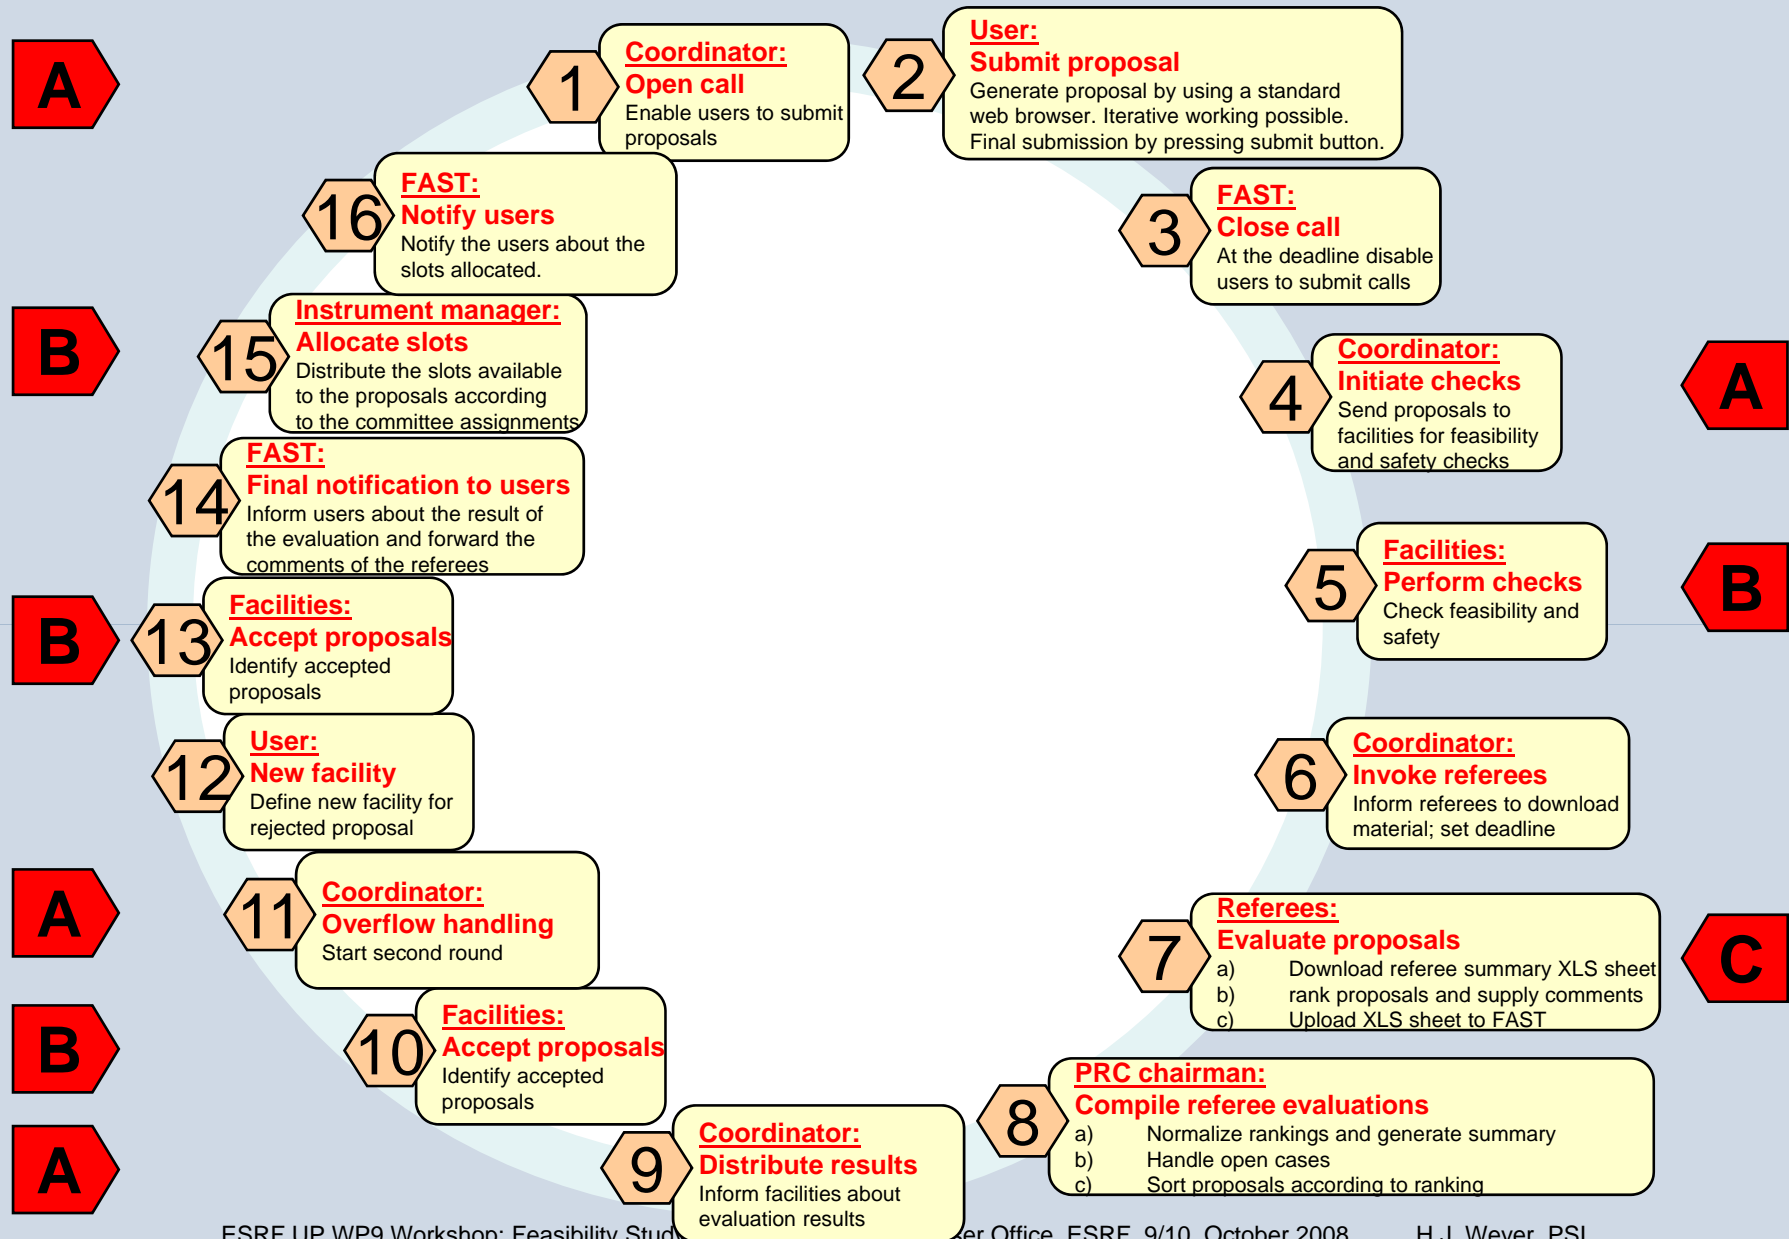 A
1
Coordinator:
Open call
Enable users to submit
proposals
2
User:
Submit proposal
Generate proposal by using a standard
web browser. Iterative working possible.
Final submission by pressing submit button.
3
FAST:
Close call
At the deadline disable
users to submit calls
4
Coordinator:
Initiate checks
Send proposals to
facilities for feasibility
and safety checks
A
5
Facilities:
Perform checks
Check feasibility and
safety
B
6
Coordinator:
Invoke referees
Inform referees to download
material; set deadline
7
Referees:
Evaluate proposals
a) Download referee summary XLS sheet
b) rank proposals and supply comments
c) Upload XLS sheet to FAST
C
8
PRC chairman:
Compile referee evaluations
a) Normalize rankings and generate summary
b) Handle open cases
c) Sort proposals according to ranking
9
Coordinator:
Distribute results
Inform facilities about
evaluation results
A
10
Facilities:
Accept proposals
Identify accepted
proposals
B
11
Coordinator:
Overflow handling
Start second round
A
12
User:
New facility
Define new facility for
rejected proposal
13
Facilities:
Accept proposals
Identify accepted
proposals
B
14
FAST:
Final notification to users
Inform users about the result of
the evaluation and forward the
comments of the referees
15
Instrument manager:
Allocate slots
Distribute the slots available
to the proposals according
to the committee assignments
B
16
FAST:
Notify users
Notify the users about the
slots allocated.
ESRF UP WP9 Workshop: Feasibility Study Office, ESRF, 9/10. October 2008 H.J. Weyer, PSI